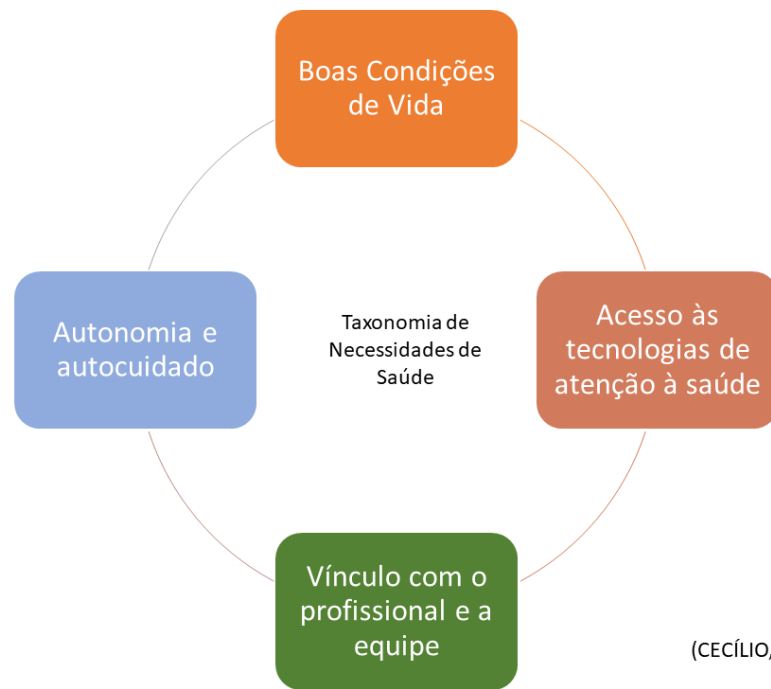 Boas Condições
de Vida
Autonomia e
autocuidado
Taxonomia de
Necessidades de
Saúde
Acesso às
tecnologias de
atenção à saúde
Vínculo com o
profissional e a
equipe
(CECÍLIO,